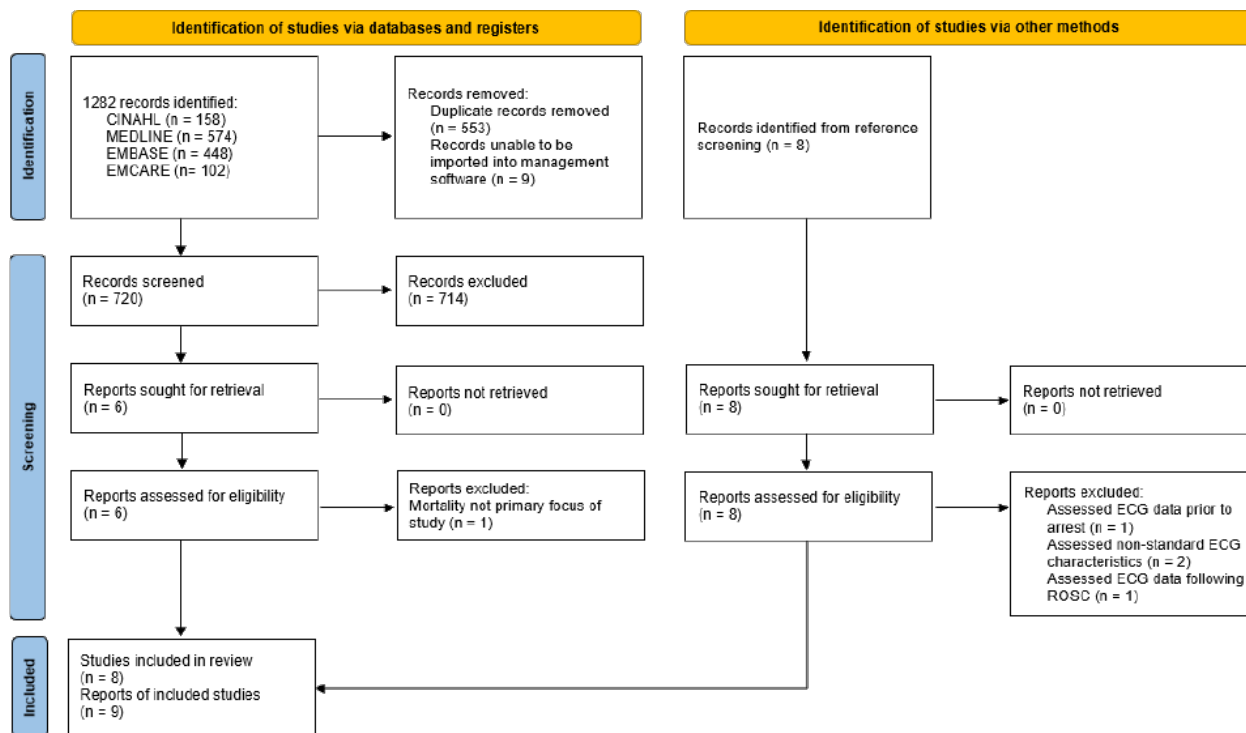 Identification of studies via databases and registers
Identification of studies via other methods
Identification
1282 records identified:
CINAHL (n = 158)
MEDLINE (n = 574)
EMBASE (n = 448)
EMCARE (n= 102)
Records removed:
Duplicate records removed
(n = 553)
Records unable to be
imported into management
software (n = 9)
Records identified from reference
screening (n = 8)
Screening
Records screened
(n = 720)
Records excluded
(n = 714)
Reports sought for retrieval
(n = 6)
Reports not retrieved
(n = 0)
Reports sought for retrieval
(n = 8)
Reports not retrieved
(n = 0)
Reports assessed for eligibility
(n = 6)
Reports excluded:
Mortality not primary focus of
study (n = 1)
Reports assessed for eligibility
(n = 8)
Reports excluded:
Assessed ECG data prior to
arrest (n = 1)
Assessed non-standard ECG
characteristics (n = 2)
Assessed ECG data following
ROSC (n = 1)
Included
Studies included in review
(n = 8)
Reports of included studies
(n = 9)